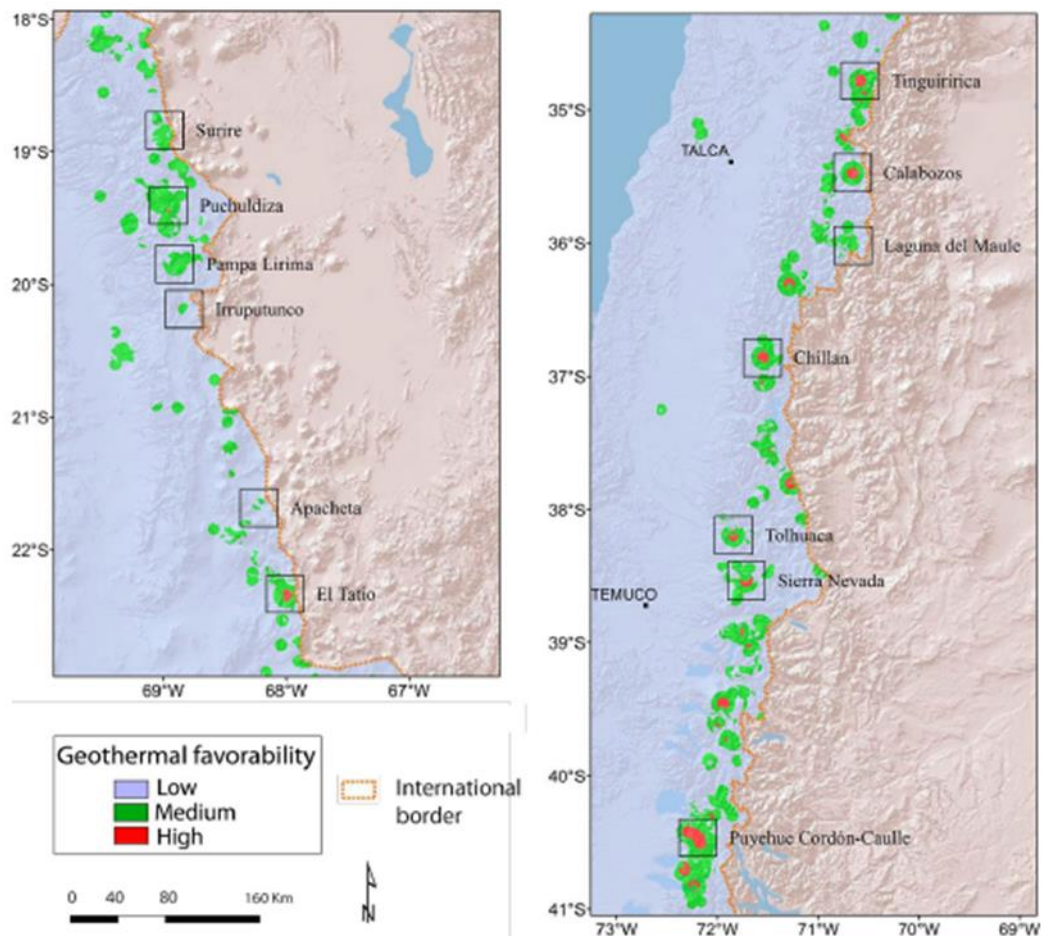 18°S
19°S
20°S
21°S
22°S
69°W
68°W
67°W
Surire
Puchuldiza
Pampa Lirima
Irruputunco
Apacheta
El Tatio
Geothermal favorability
Low
Medium
High
International
border
0 40 80 160 Km
N
35°S
36°S
37°S
38°S
39°S
40°S
41°S
73°W
72°W
71°W
70°W
69°W
TALCA
TEMUCO
Tinguiririca
Calabozos
Laguna del Maule
Chillan
Tolhuaca
Sierra Nevada
Puyehue Cordón-Caulle